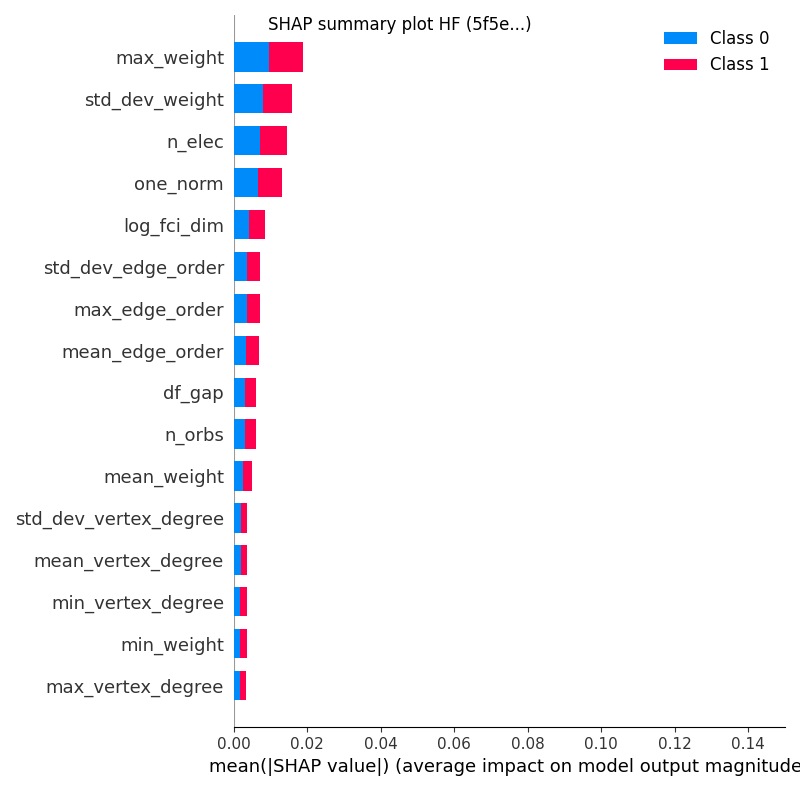 SHAP summary plot HF (5f5e...)
Class 0
Class 1
max_weight
std_dev_weight
n_elec
one_norm
log_fci_dim
std_dev_edge_order
max_edge_order
mean_edge_order
df_gap
n_orbs
mean_weight
std_dev_vertex_degree
mean_vertex_degree
min_vertex_degree
min_weight
max_vertex_degree
0.00 0.02 0.04 0.06 0.08 0.10 0.12 0.14
mean(|SHAP value|) (average impact on model output magnitude